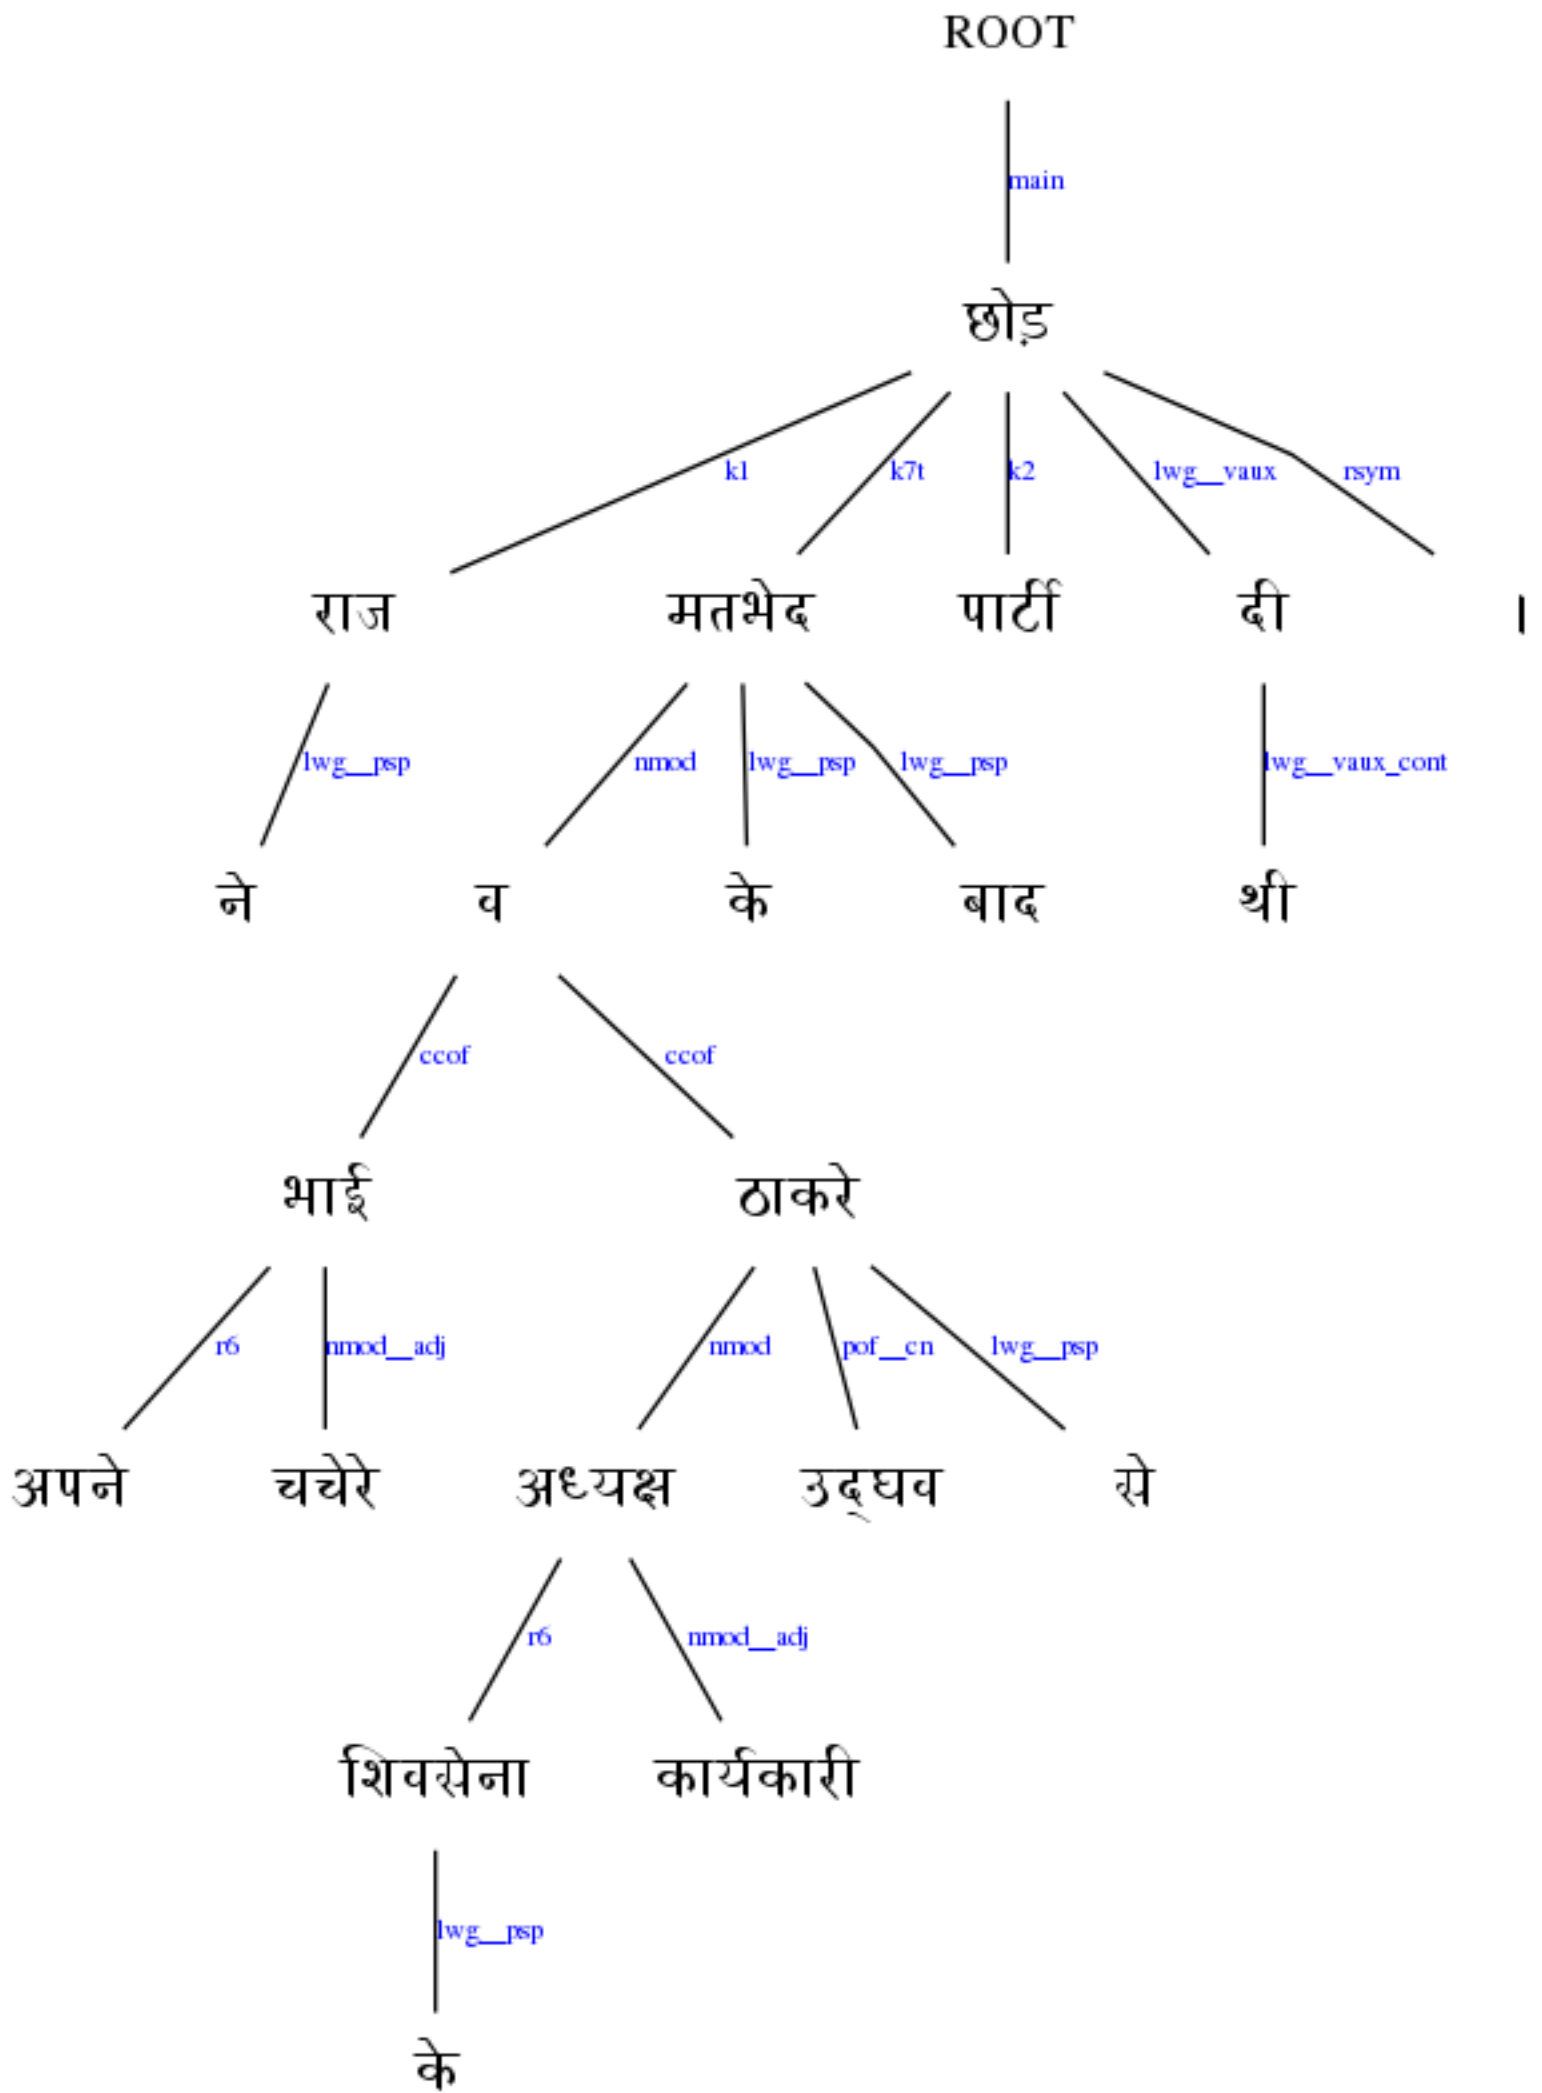 ROOT
main
छोड़
k1 k7t k2 lwg__vaux rsym
राज मतभेद पार्टी दी ।
lwg__psp nmod lwg__psp lwg__psp lwg__vaux_cont
ने व के बाद थी
ccof ccof
भाई ठाकरे
r6 nmod__adj nmod pof__cn lwg__psp
अपने चचेरे अध्यक्ष उद्घव से
r6 nmod__adj
शिवसेना कार्यकारी
lwg__psp
के